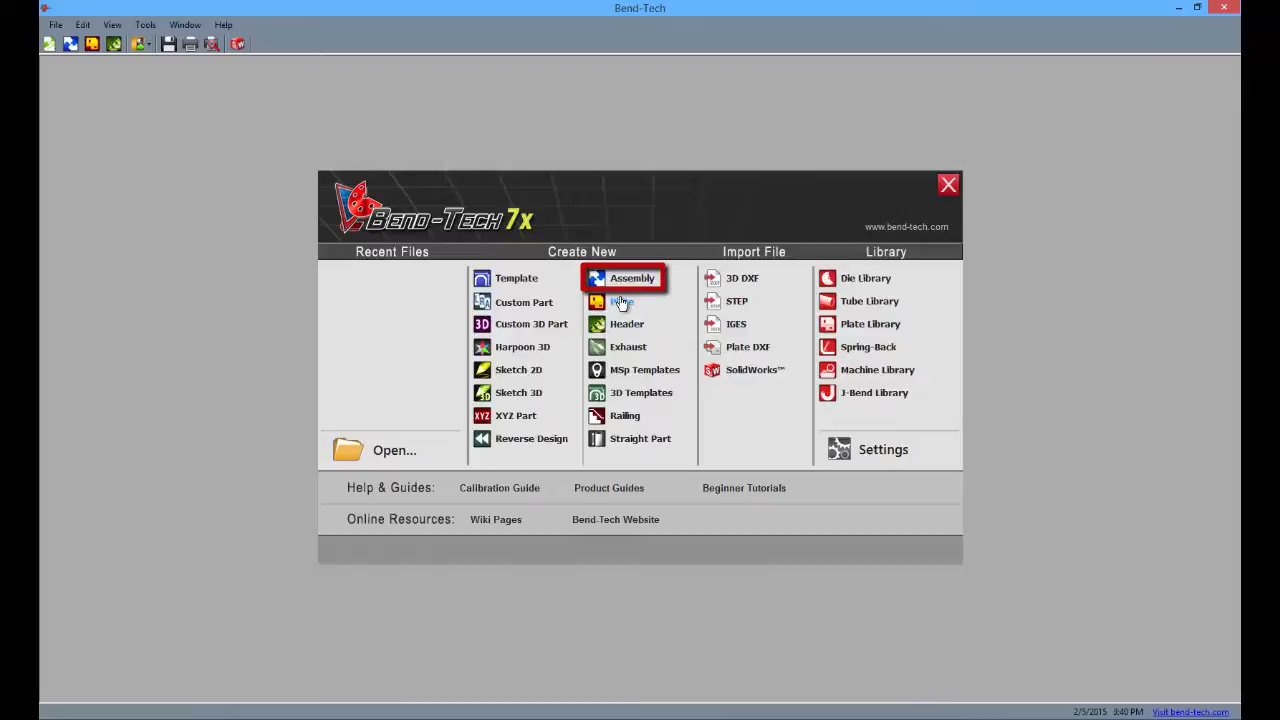 Bend-Tech
File Edit View Tools Window Help
BEND-TECH 7x
www.bend-tech.com
Recent Files Create New Import File Library
Template Assembly 3D DXF Die Library
Custom Part STEP Tube Library
Custom 3D Part Header IGES Plate Library
Harpoon 3D Exhaust Plate DXF Spring-Back
Sketch 2D MSp Templates SolidWorks™ Machine Library
Sketch 3D 3D Templates J-Bend Library
XYZ XYZ Part Railing
Open... Reverse Design Straight Part Settings
Help & Guides: Calibration Guide Product Guides Beginner Tutorials
Online Resources: Wiki Pages Bend-Tech Website
2/5/2015 3:40 PM Visit bend-tech.com